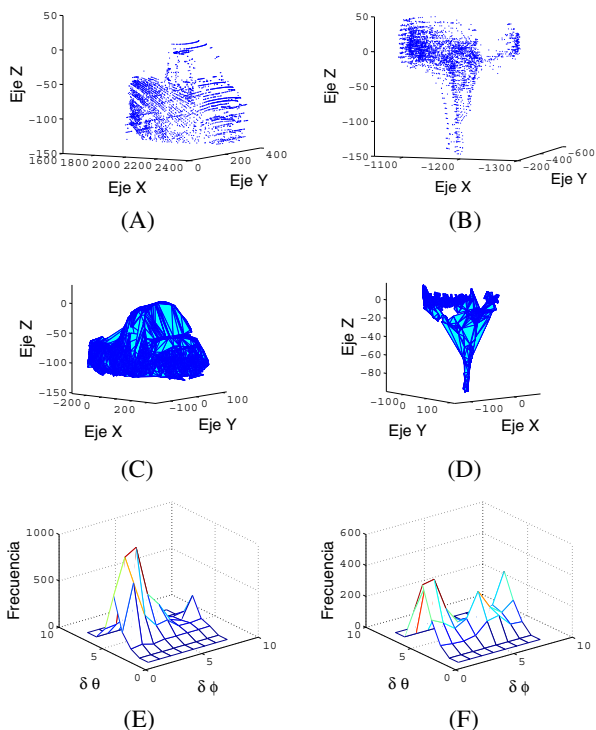 50
0
−50
−100
−150
Eje Z
1600
1800
2000
2200
2400
Eje X
0
200
400
Eje Y
(A)
50
0
−50
−100
−150
Eje Z
−1100
−1200
−1300
Eje X
−200
−400
−600
Eje Y
(B)
0
−50
−100
−150
Eje Z
−200
0
200
Eje X
−100
0
100
Eje Y
(C)
0
−20
−40
−60
−80
Eje Z
−100
0
100
Eje Y
−100
0
Eje X
(D)
1000
500
0
Frecuencia
10
5
0
δ θ
0
5
10
δ ϕ
(E)
600
400
200
0
Frecuencia
10
5
0
δ θ
0
5
10
δ ϕ
(F)